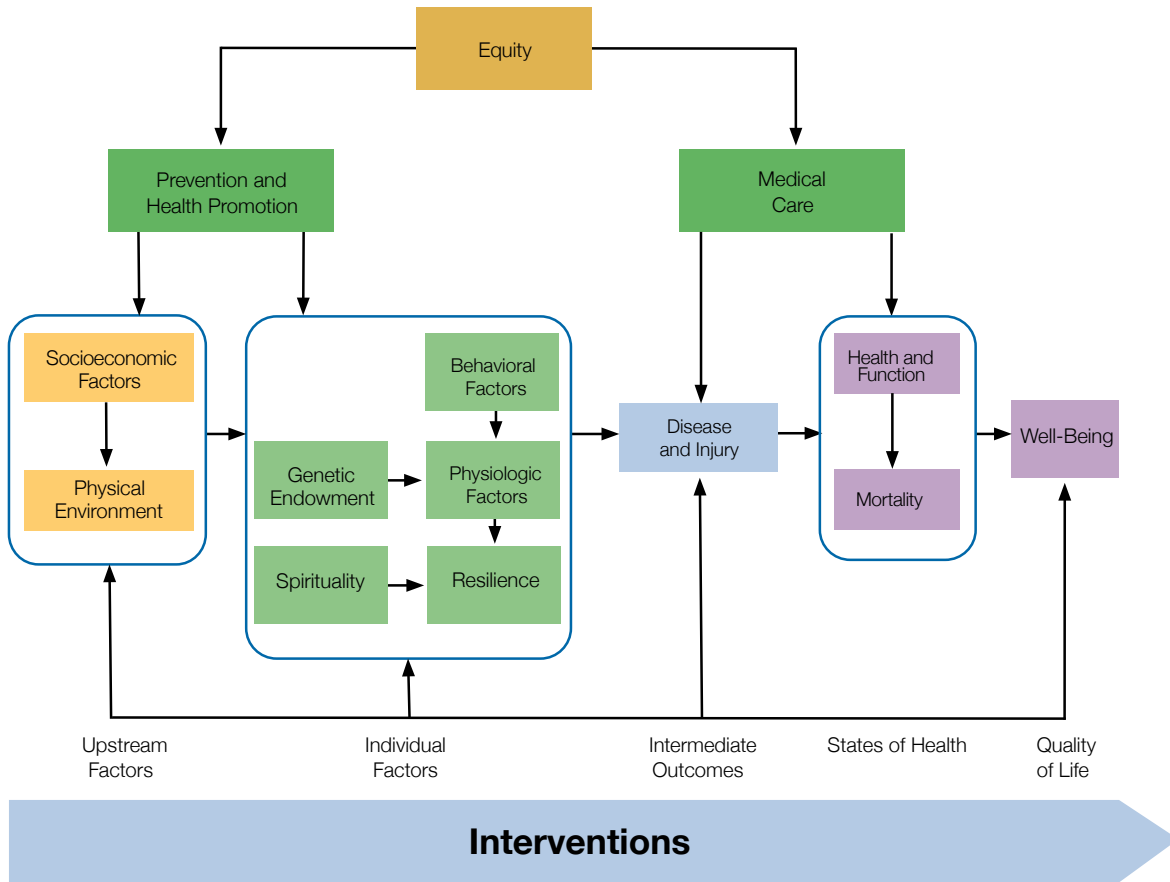 Equity
Prevention and
Health Promotion
Medical
Care
Socioeconomic
Factors
Physical
Environment
Behavioral
Factors
Genetic
Endowment
Physiologic
Factors
Spirituality
Resilience
Disease
and Injury
Health and
Function
Mortality
Well-Being
Upstream
Factors
Individual
Factors
Intermediate
Outcomes
States of Health
Quality
of Life
Interventions